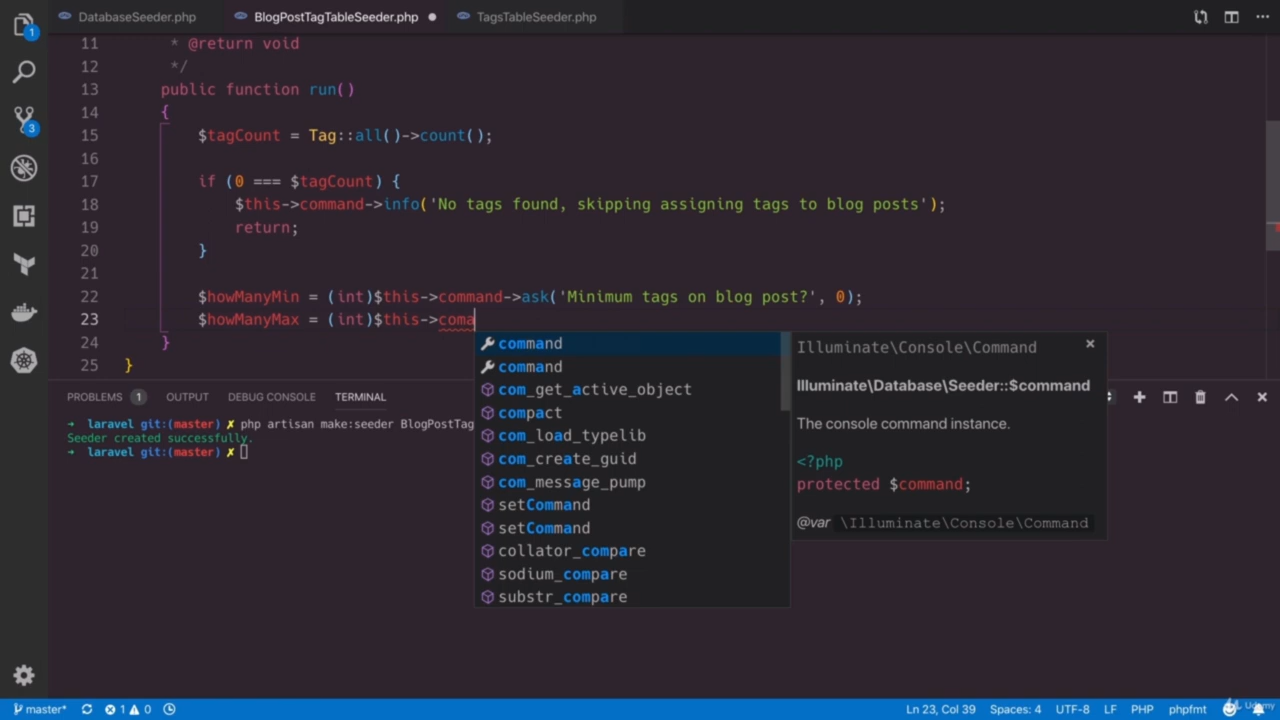 DatabaseSeeder.php BlogPostTagTableSeeder.php TagsTableSeeder.php
1
3
11 * @return void
12 */
13 public function run()
14 {
15 $tagCount = Tag::all()->count();
16
17 if (0 === $tagCount) {
18 $this->command->info('No tags found, skipping assigning tags to blog posts');
19 return;
20 }
21
22 $howManyMin = (int)$this->command->ask('Minimum tags on blog post?', 0);
23 $howManyMax = (int)$this->coma
24 }
25 }
command
command
com_get_active_object
compact
com_load_typelib
com_create_guid
com_message_pump
setCommand
setCommand
collator_compare
sodium_compare
substr_compare
Illuminate\Console\Command
Illuminate\Database\Seeder::$command
The console command instance.
<?php
protected $command;
@var \Illuminate\Console\Command
PROBLEMS 1 OUTPUT DEBUG CONSOLE TERMINAL
→ laravel git:(master) ✗ php artisan make:seeder BlogPostTag
Seeder created successfully.
→ laravel git:(master) ✗
master* 1 0 Ln 23, Col 39 Spaces: 4 UTF-8 LF PHP phpfmt
Udemy